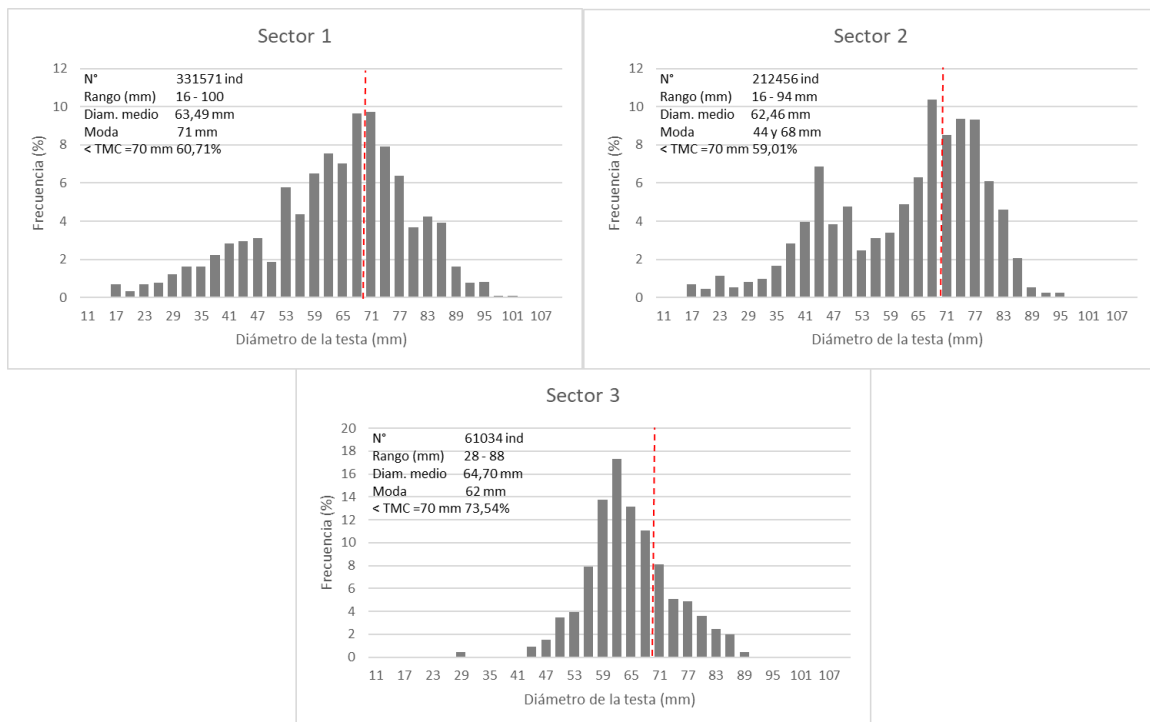 Sector 1
N° 331571 ind
Rango (mm) 16 - 100
Diam. medio 63,49 mm
Moda 71 mm
< TMC =70 mm 60,71%
Frecuencia (%)
12
10
8
6
4
2
0
11 17 23 29 35 41 47 53 59 65 71 77 83 89 95 101 107
Diámetro de la testa (mm)
Sector 2
N° 212456 ind
Rango (mm) 16 - 94 mm
Diam. medio 62,46 mm
Moda 44 y 68 mm
< TMC =70 mm 59,01%
Frecuencia (%)
12
10
8
6
4
2
0
11 17 23 29 35 41 47 53 59 65 71 77 83 89 95 101 107
Diámetro de la testa (mm)
Sector 3
N° 61034 ind
Rango (mm) 28 - 88
Diam. medio 64,70 mm
Moda 62 mm
< TMC =70 mm 73,54%
Frecuencia (%)
20
18
16
14
12
10
8
6
4
2
0
11 17 23 29 35 41 47 53 59 65 71 77 83 89 95 101 107
Diámetro de la testa (mm)